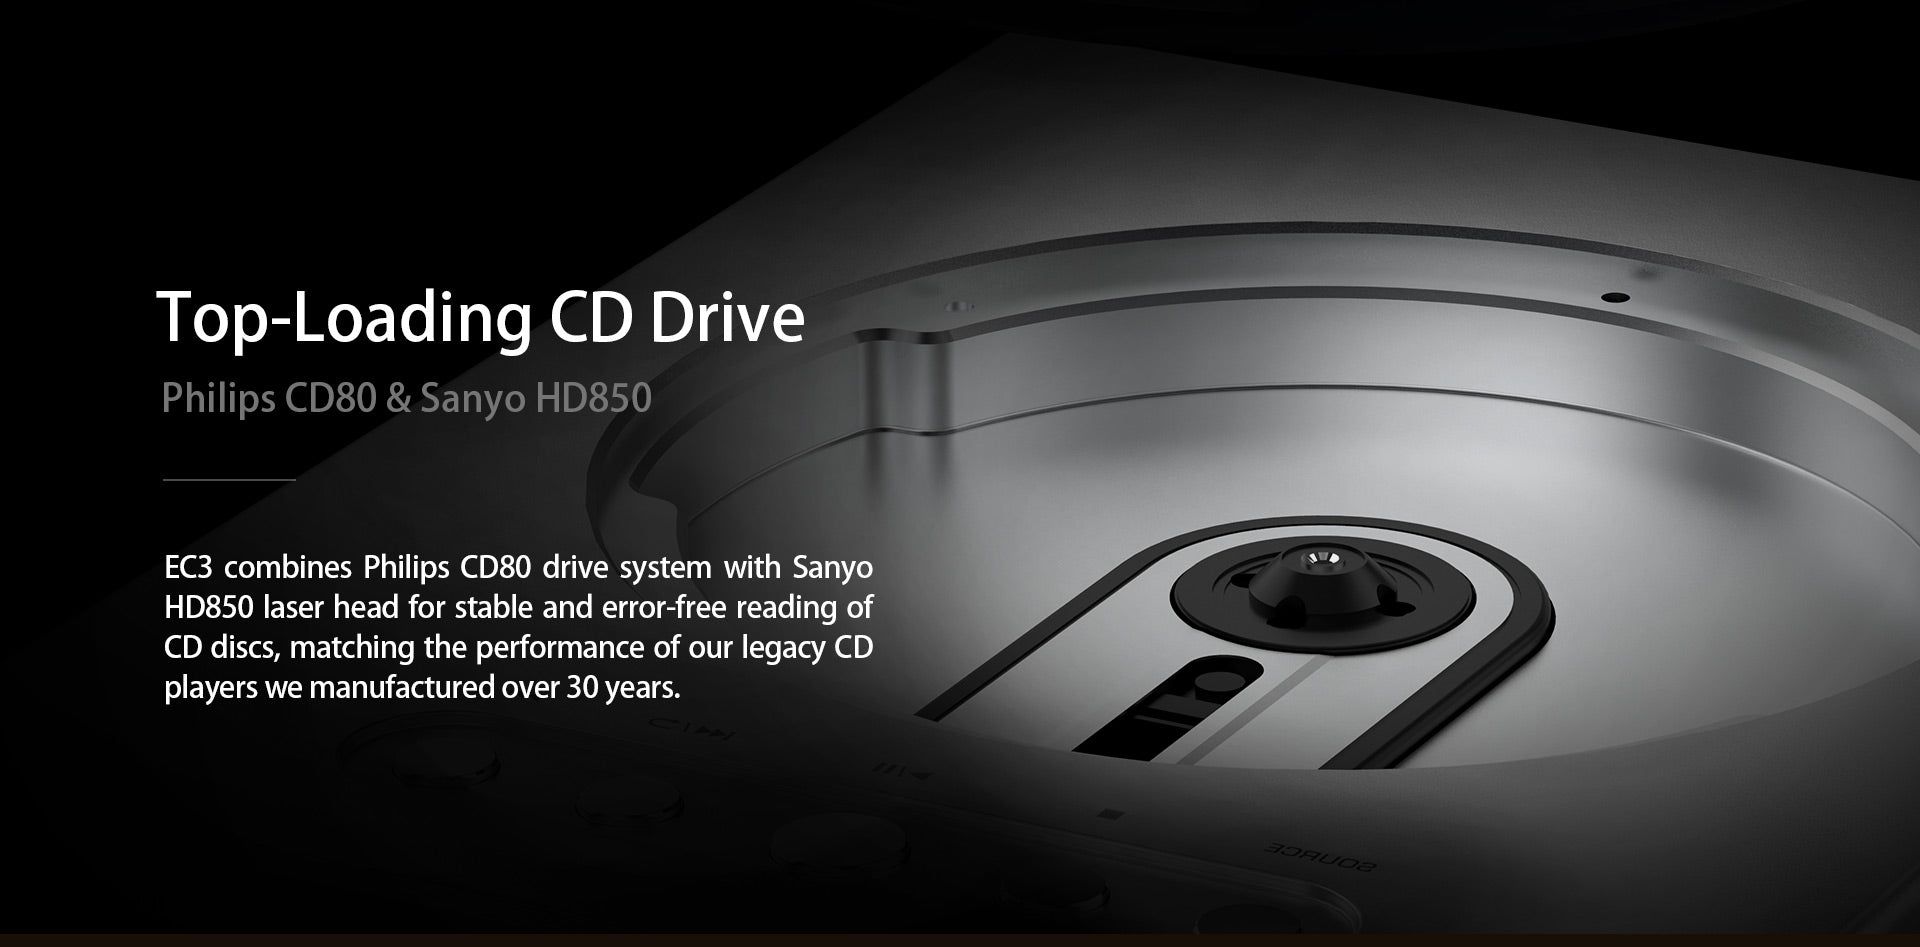 Top-Loading CD Drive
Philips CD80 & Sanyo HD850
EC3 combines Philips CD80 drive system with Sanyo
HD850 laser head for stable and error-free reading of
CD discs, matching the performance of our legacy CD
players we manufactured over 30 years.
SOURCE